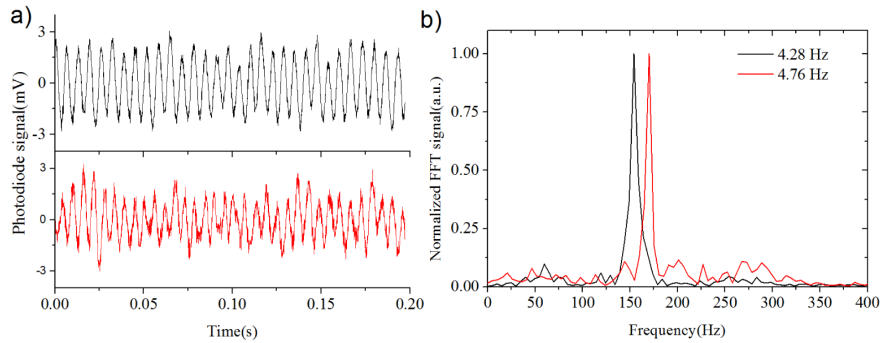 a)
Photodiode signal(mV)
3
0
-3
3
0
-3
0.00 0.05 0.10 0.15 0.20
Time(s)
b)
Normalized FFT signal(a.u.)
1.00
0.75
0.50
0.25
0.00
4.28 Hz
4.76 Hz
0 50 100 150 200 250 300 350 400
Frequency(Hz)